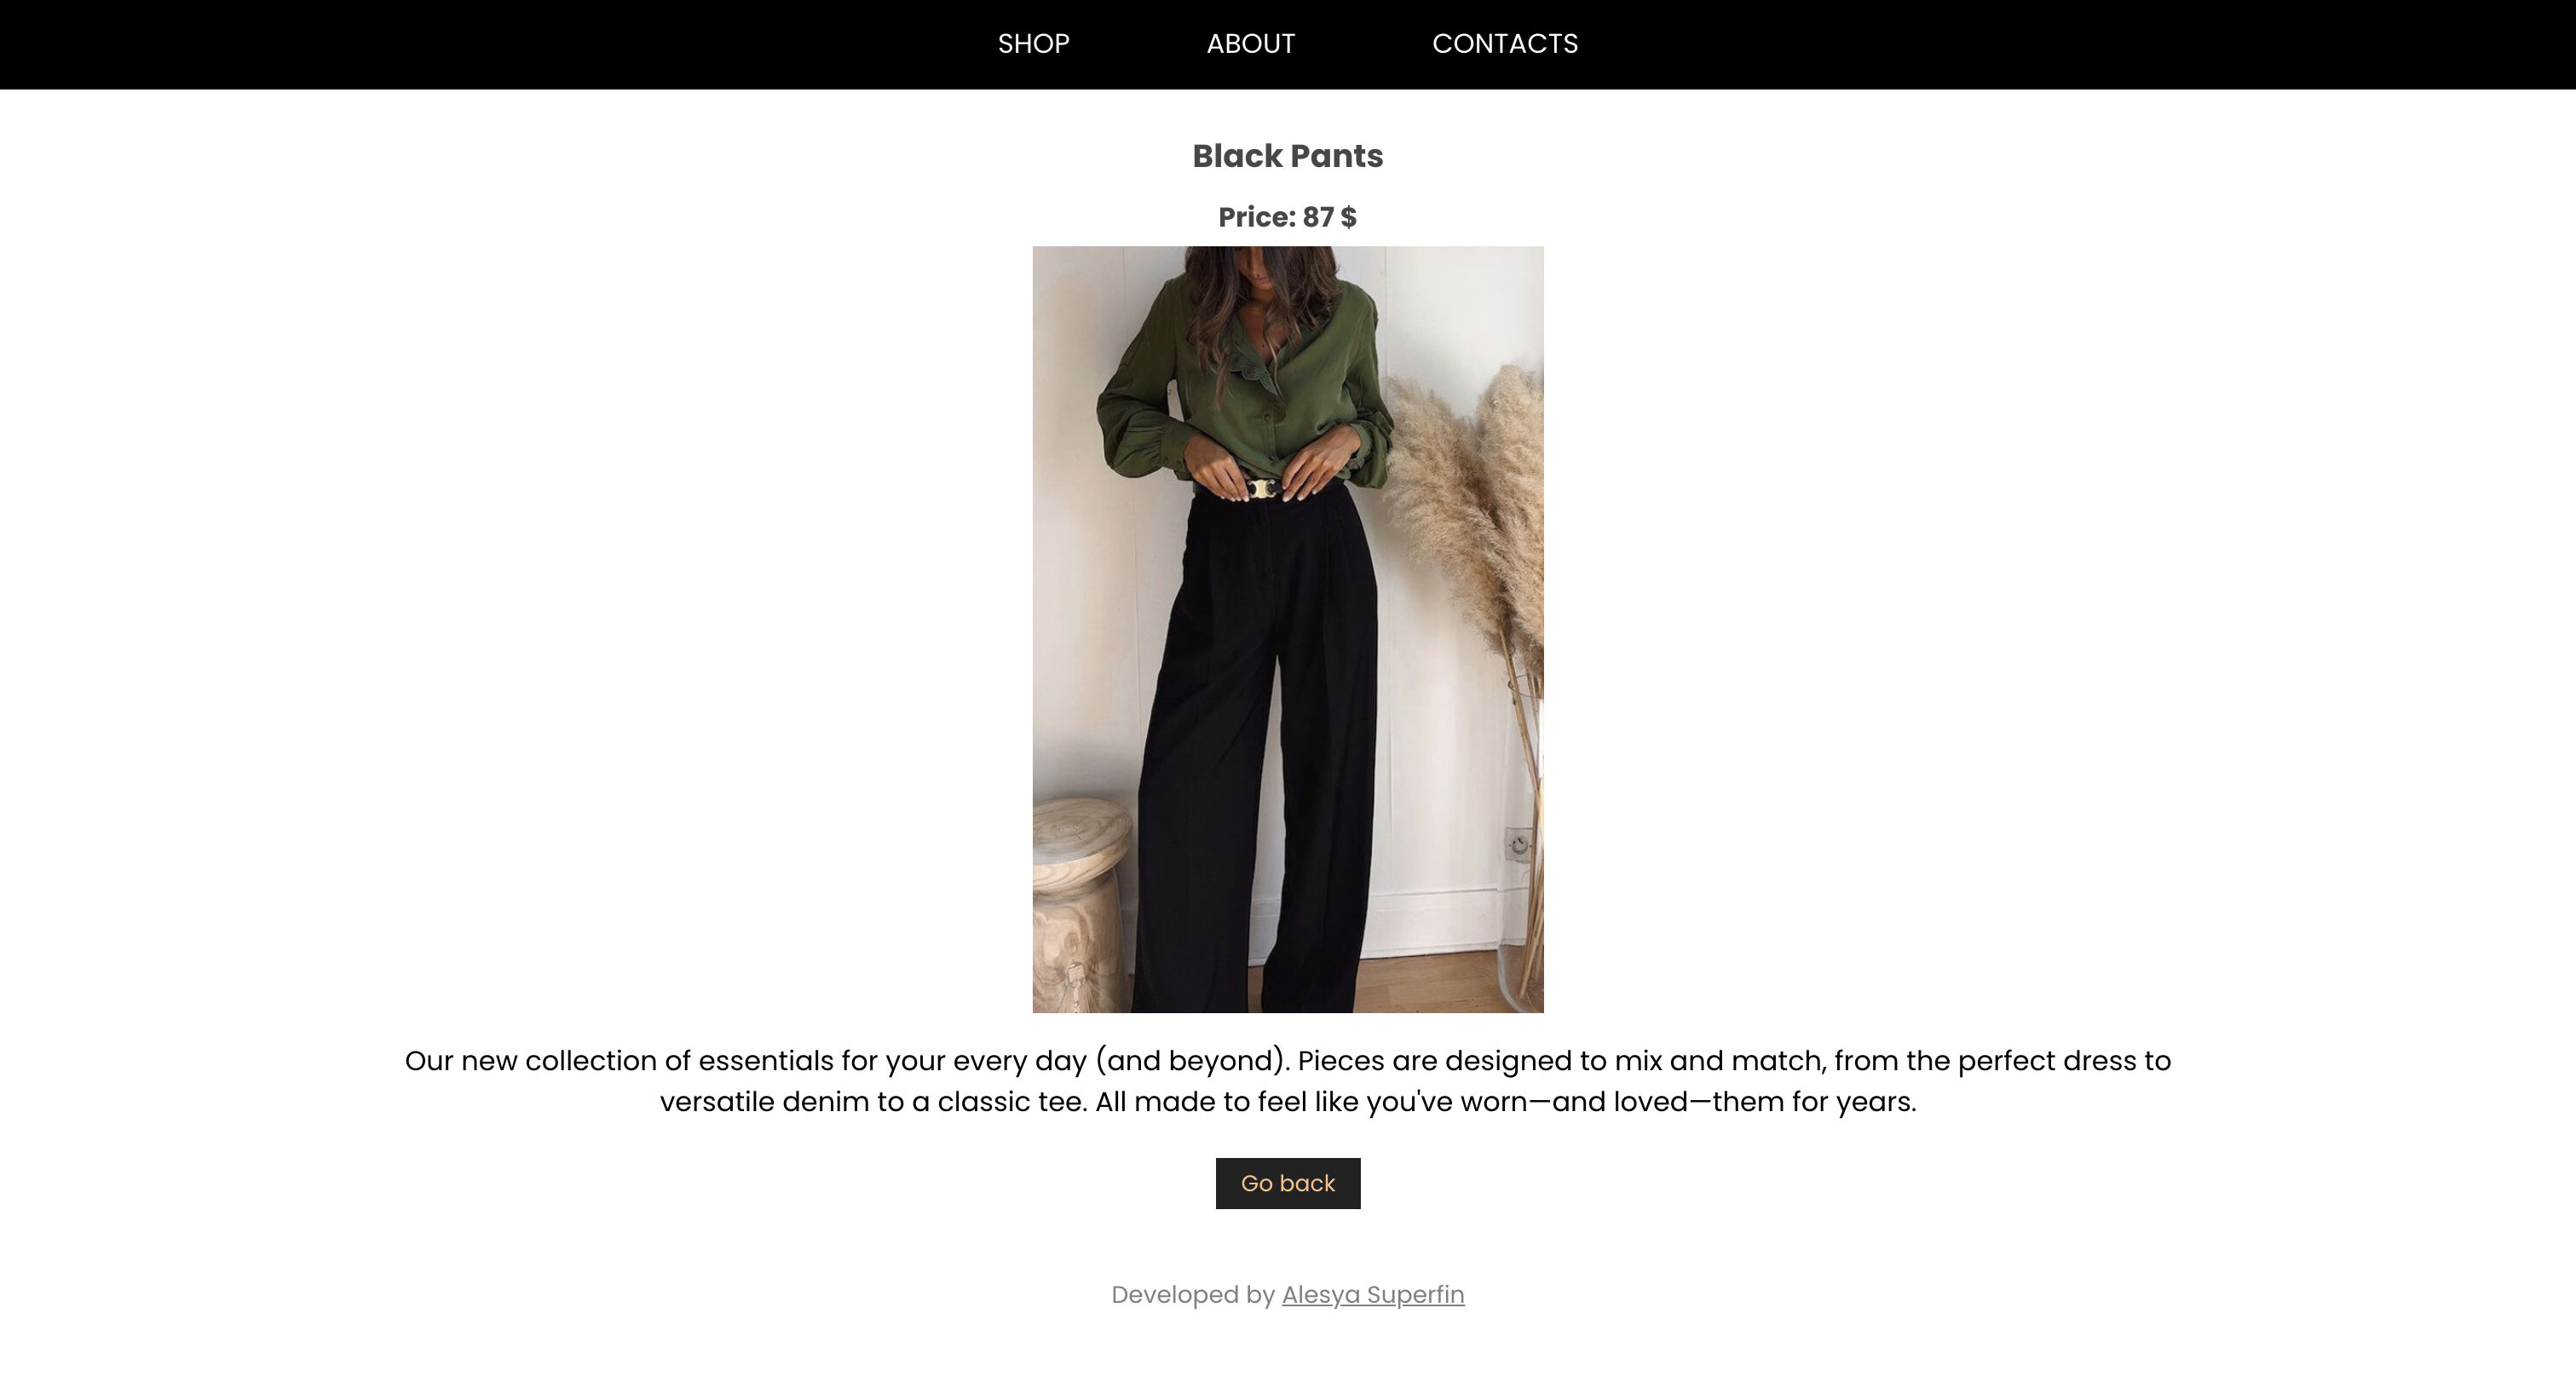 SHOP ABOUT CONTACTS
Black Pants
Price: 87 $
Our new collection of essentials for your every day (and beyond). Pieces are designed to mix and match, from the perfect dress to
versatile denim to a classic tee. All made to feel like you've worn—and loved—them for years.
Go back
Developed by Alesya Superfin